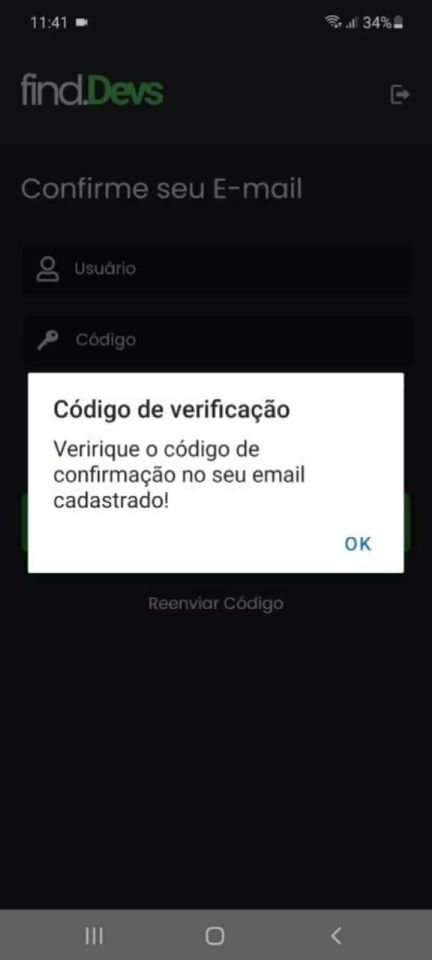 11:41
34%
find.Devs
Confirme seu E-mail
Usuário
Código
Código de verificação
Veririque o código de
confirmação no seu email
cadastrado!
OK
Reenviar Código